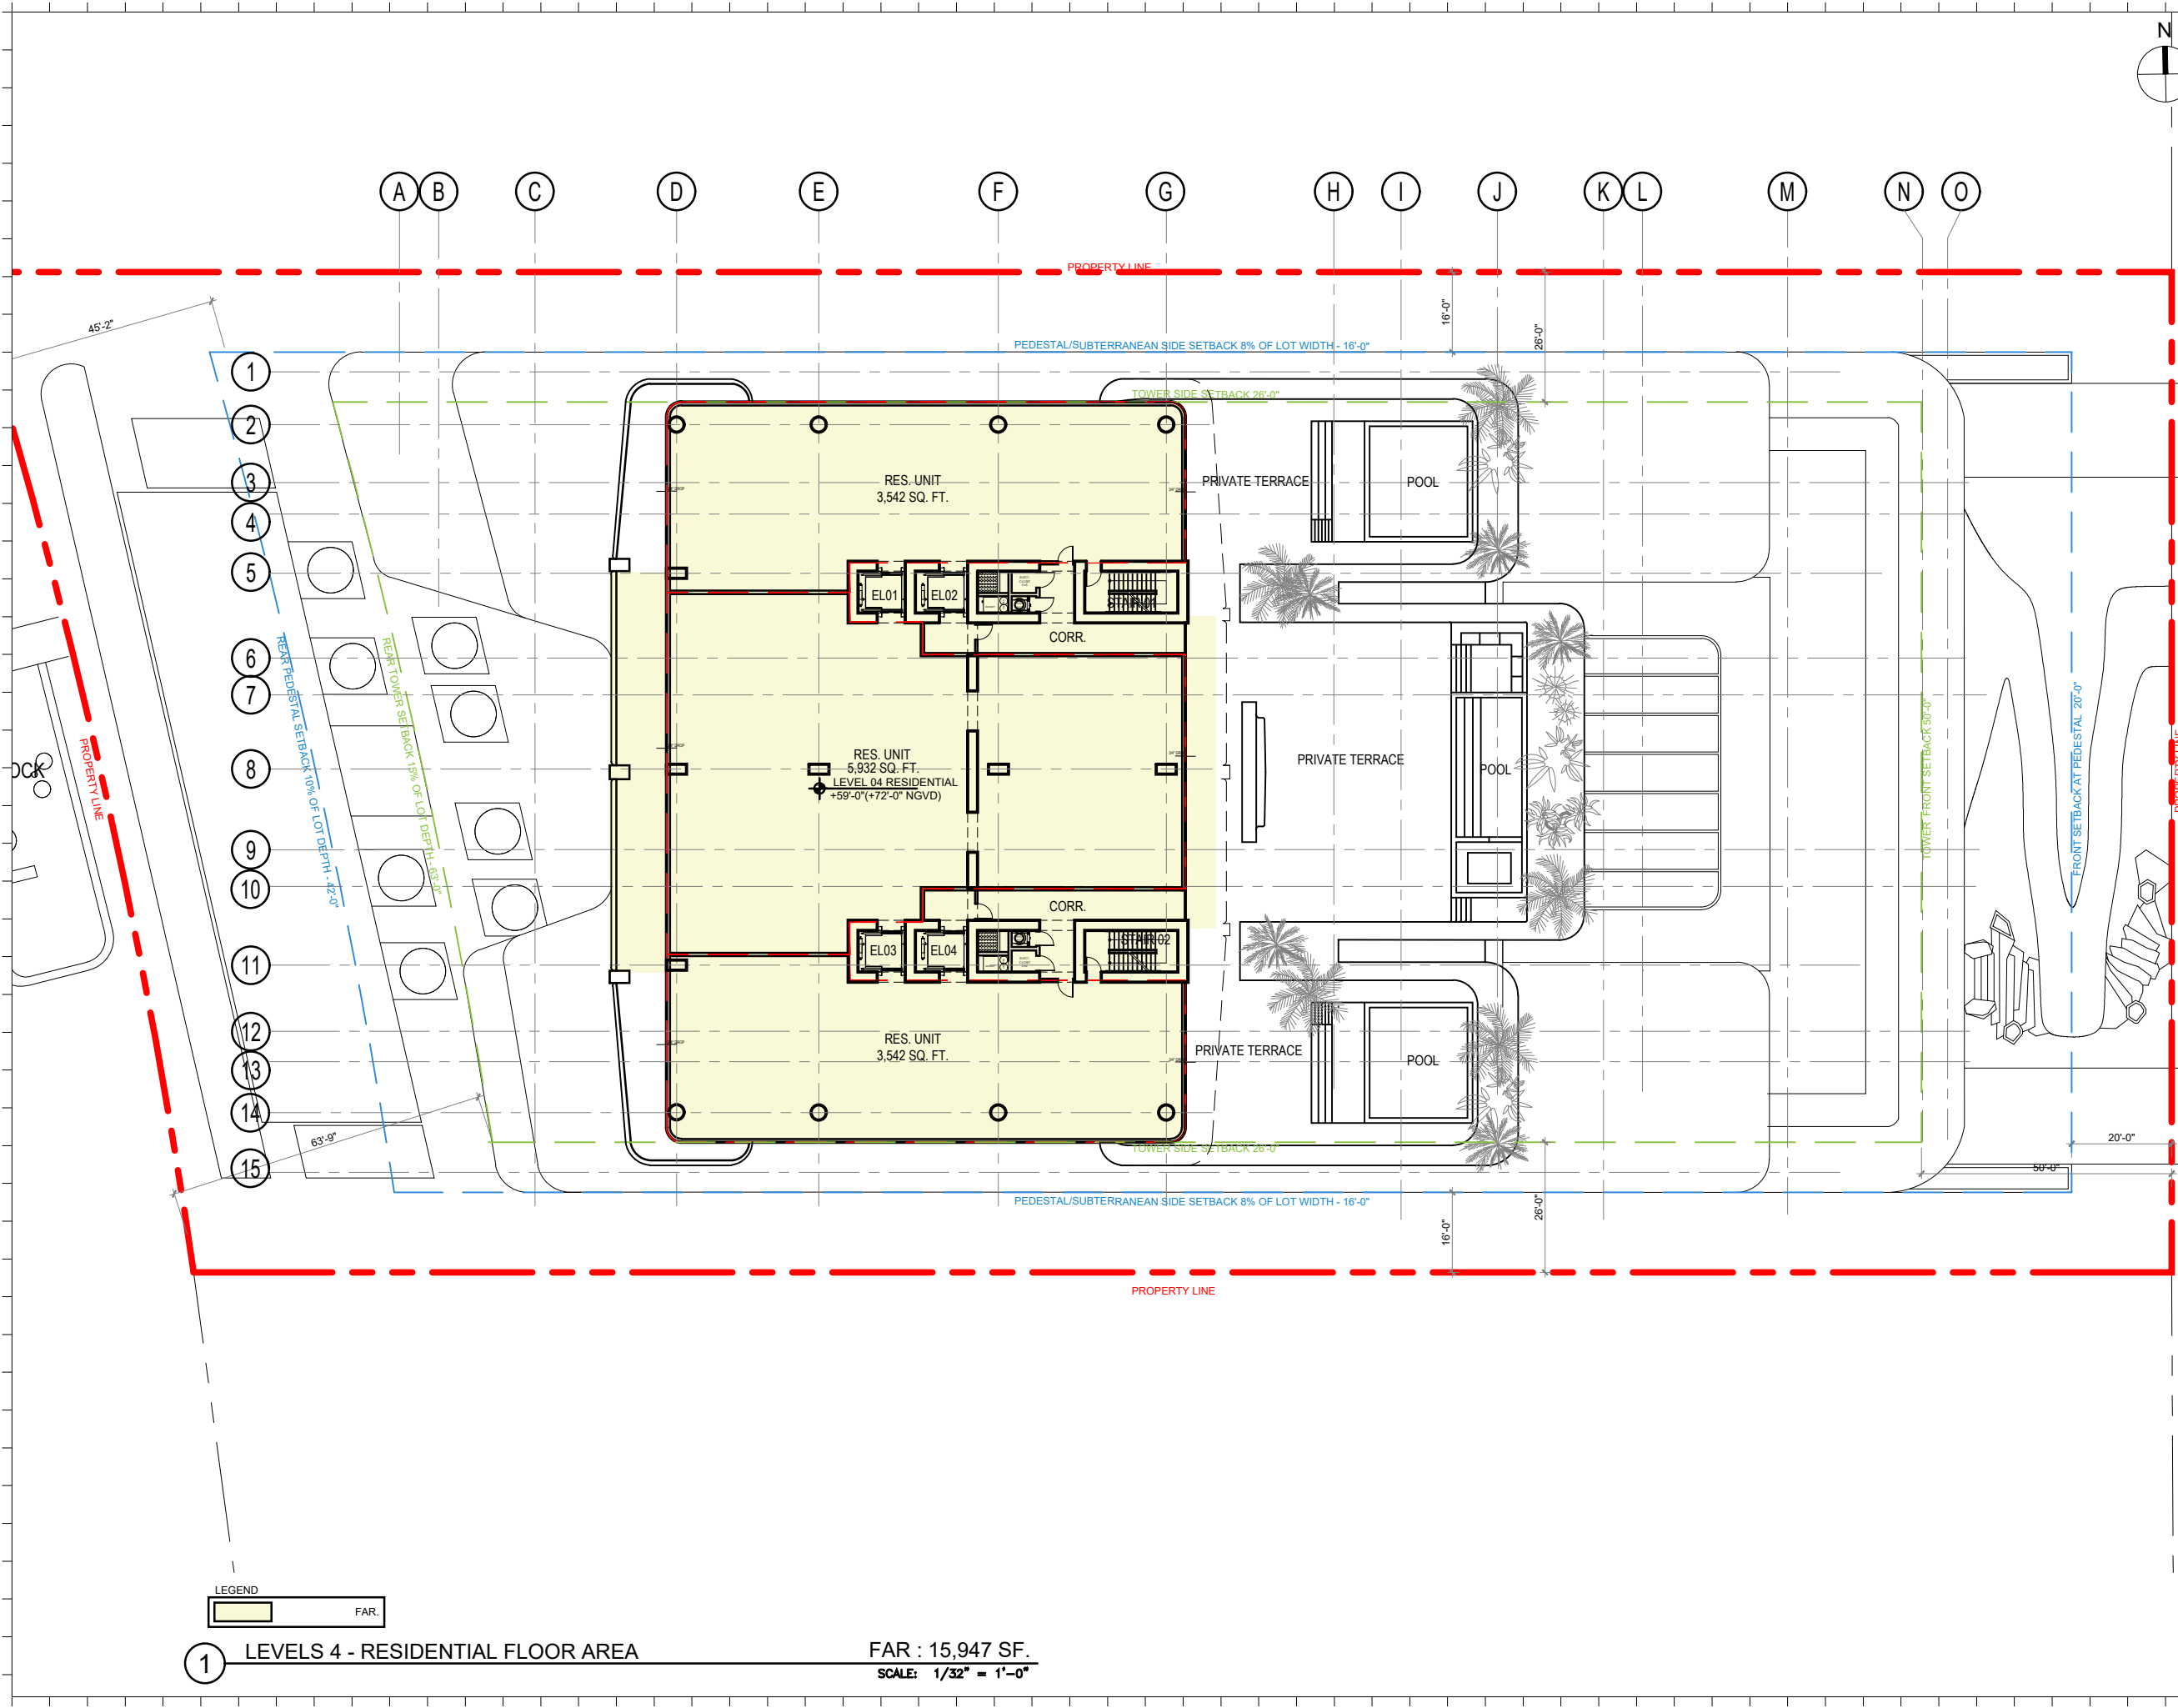 N
A B C D E F G H I J K L M N O
PROPERTY LINE
45'-2"
16'-0"
26'-0"
PEDESTAL/SUBTERRANEAN SIDE SETBACK 8% OF LOT WIDTH - 16'-0"
1
TOWER SIDE SETBACK 26'-0"
2
3
RES. UNIT
3,542 SQ. FT.
PRIVATE TERRACE
POOL
4
5
EL01
EL02
STAIR 01
CORR.
6
7
REAR PEDESTAL SETBACK 10% OF LOT DEPTH - 42'-0"
REAR TOWER SETBACK 15% OF LOT DEPTH - 63'-9"
PROPERTY LINE
OCK
8
RES. UNIT
5,932 SQ. FT.
LEVEL 04 RESIDENTIAL
+59'-0"(+72'-0" NGVD)
PRIVATE TERRACE
POOL
TOWER FRONT SETBACK 50'-0"
FRONT SETBACK AT PEDESTAL 20'-0"
PROPERTY LINE
9
10
CORR.
EL03
EL04
STAIR 02
11
12
RES. UNIT
3,542 SQ. FT.
PRIVATE TERRACE
POOL
13
14
63'-9"
TOWER SIDE SETBACK 26'-0"
20'-0"
50'-0"
15
PEDESTAL/SUBTERRANEAN SIDE SETBACK 8% OF LOT WIDTH - 16'-0"
16'-0"
26'-0"
PROPERTY LINE
LEGEND
FAR.
1 LEVELS 4 - RESIDENTIAL FLOOR AREA FAR : 15,947 SF.
SCALE: 1/32" = 1'-0"